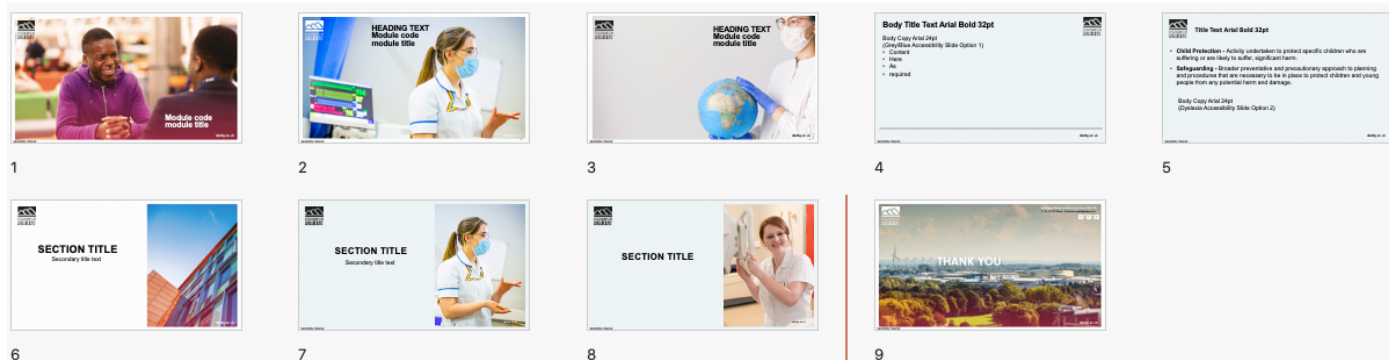 Module code
module title
1
HEADING TEXT
Module code
module title
2
HEADING TEXT
Module code
module title
3
Body Title Text Arial Bold 32pt
Body Copy Arial 24pt
(Grey/Blue Accessibility Slide Option 1)
• Content
• Here
• As
• required
4
Title Text Arial Bold 32pt
• Child Protection - Activity undertaken to protect specific children who are
suffering or are likely to suffer, significant harm.
• Safeguarding - Broader preventative and precautionary approach to planning
and procedures that are necessary to be in place to protect children and young
people from any potential harm and damage.
Body Copy Arial 24pt
(Dyslexia Accessibility Slide Option 2)
5
SECTION TITLE
Secondary title text
6
SECTION TITLE
Secondary title text
7
SECTION TITLE
8
THANK YOU
9